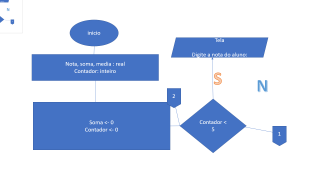 inicio
Nota, soma, media : real
Contador: inteiro
Soma <- 0
Contador <- 0
Tela
Digite a nota do aluno:
S
N
2
Contador <
5
1